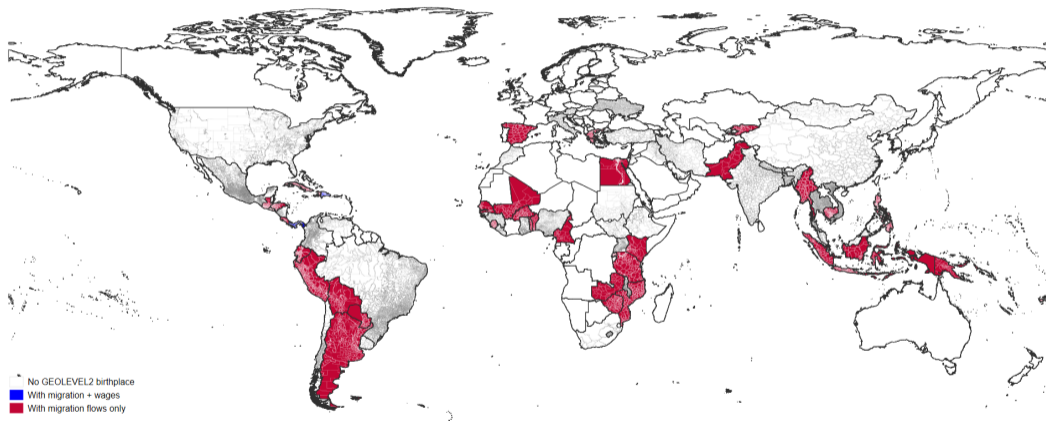 No GEOLEVEL2 birthplace
With migration + wages
With migration flows only